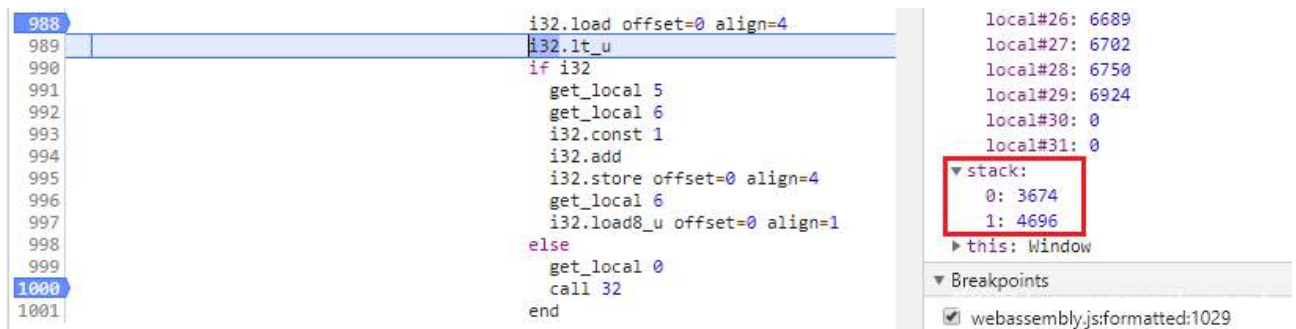 988 i32.load offset=0 align=4
989 i32.lt_u
990 if i32
991 get_local 5
992 get_local 6
993 i32.const 1
994 i32.add
995 i32.store offset=0 align=4
996 get_local 6
997 i32.load8_u offset=0 align=1
998 else
999 get_local 0
1000 call 32
1001 end
local#26: 6689
local#27: 6702
local#28: 6750
local#29: 6924
local#30: 0
local#31: 0
▼ stack:
0: 3674
1: 4696
▶ this: Window
▼ Breakpoints
webassembly.js:formatted:1029